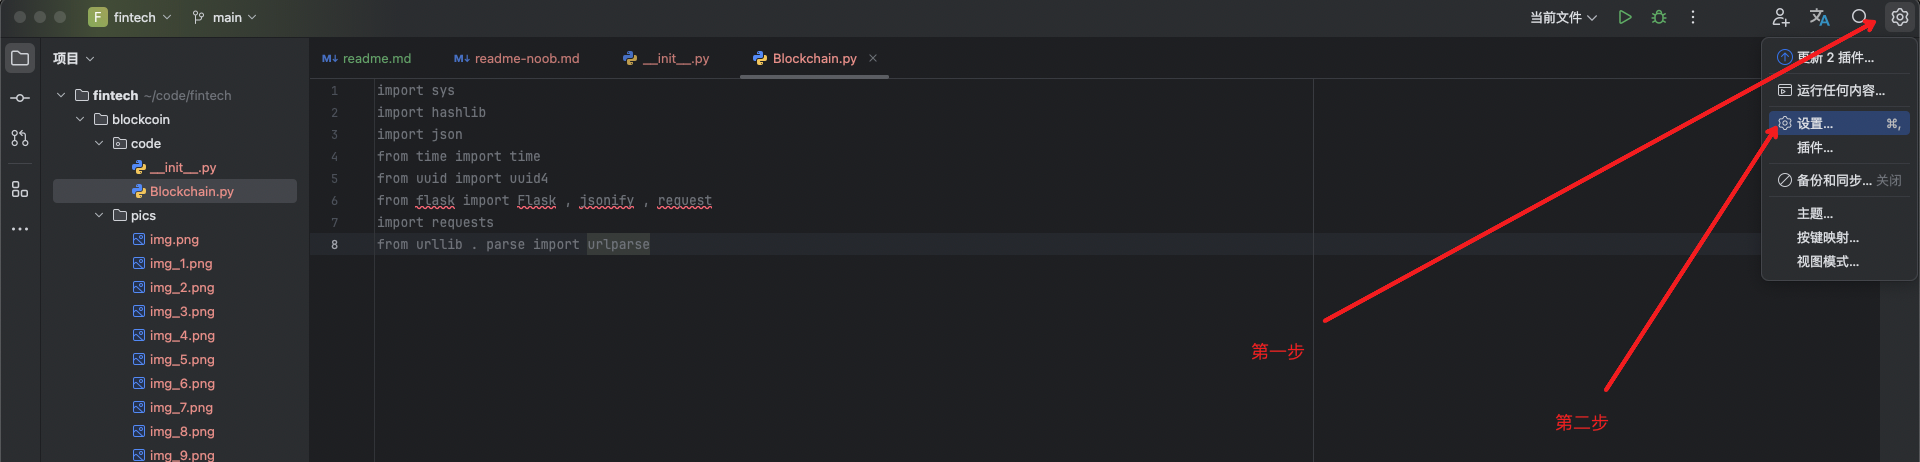 F fintech main 当前文件
项目
readme.md readme-noob.md __init__.py Blockchain.py
fintech ~/code/fintech
blockcoin
code
__init__.py
Blockchain.py
pics
img.png
img_1.png
img_2.png
img_3.png
img_4.png
img_5.png
img_6.png
img_7.png
img_8.png
img_9.png
1 import sys
2 import hashlib
3 import json
4 from time import time
5 from uuid import uuid4
6 from flask import Flask , jsonify , request
7 import requests
8 from urllib . parse import urlparse
更新 2 插件...
运行任何内容...
设置... ⌘,
插件...
备份和同步... 关闭
主题...
按键映射...
视图模式...
第一步
第二步